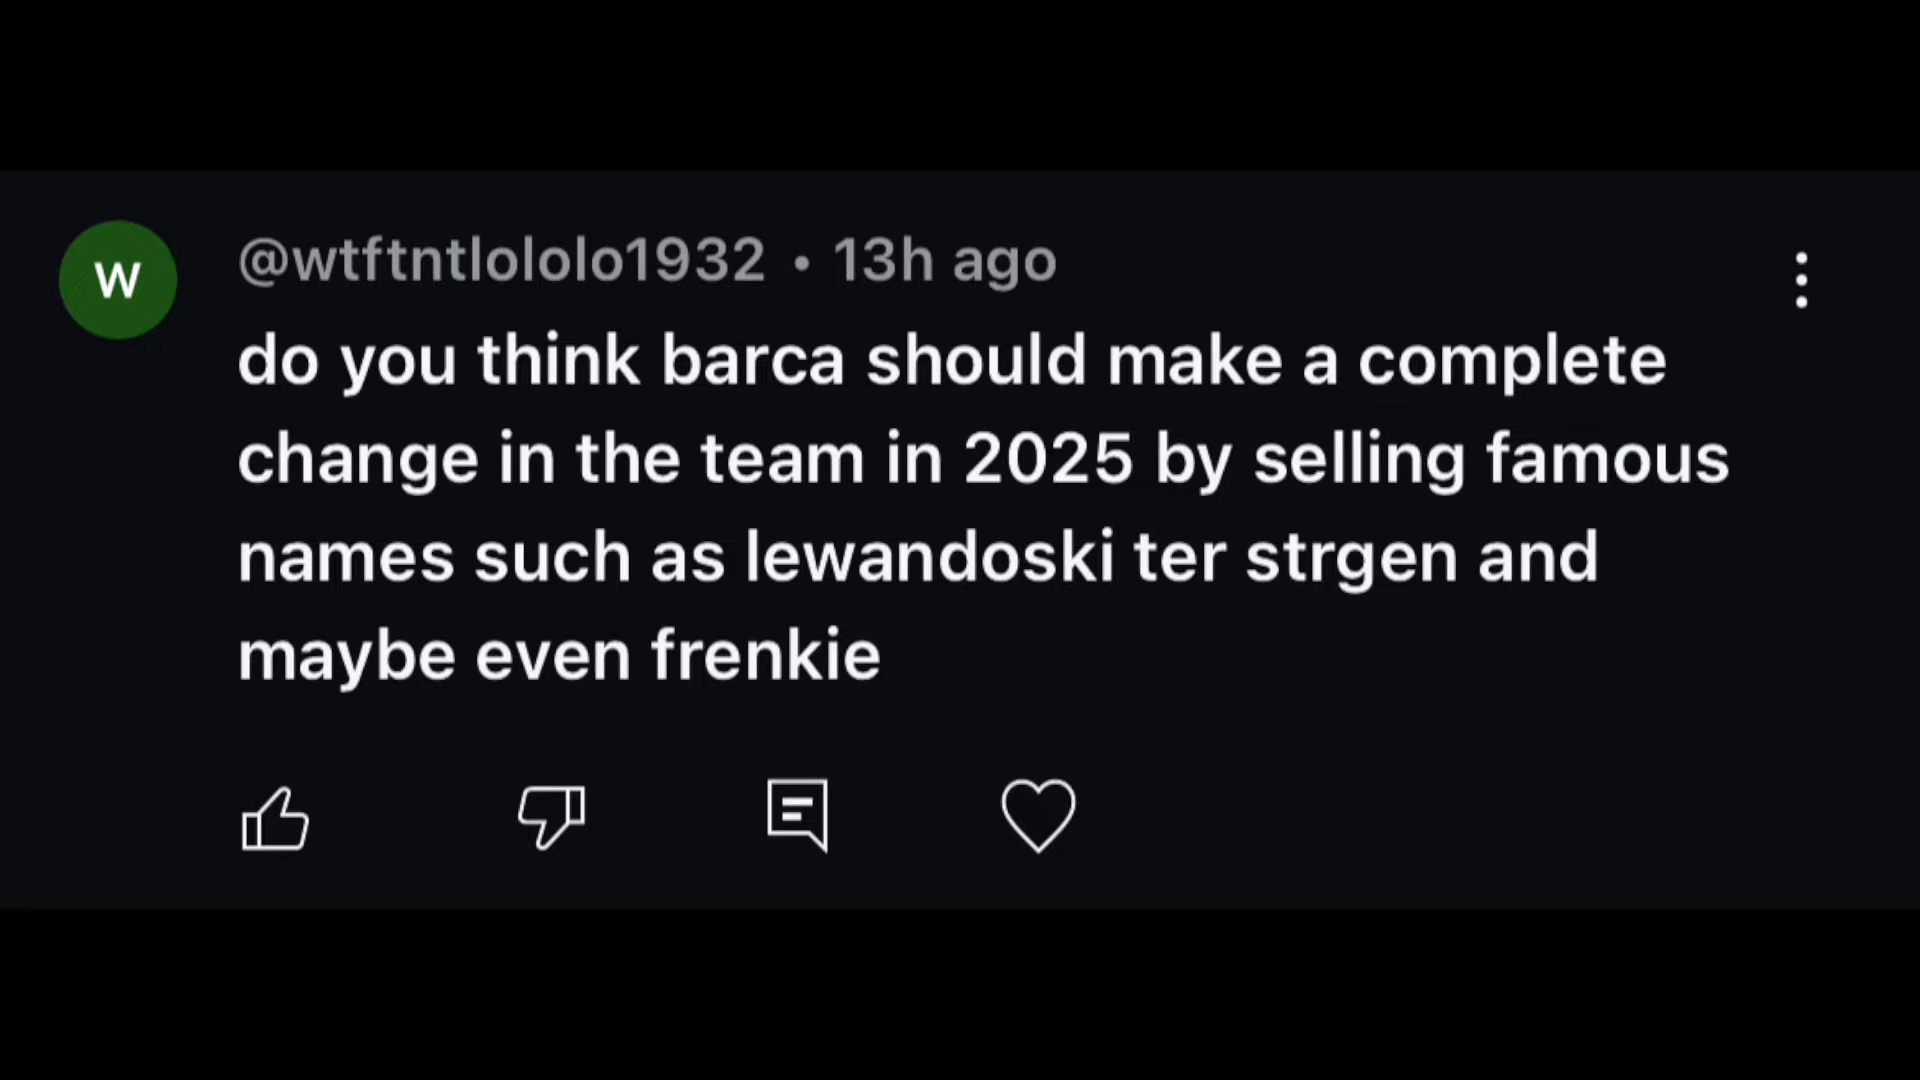 W
@wtftntlololo1932 • 13h ago
do you think barca should make a complete
change in the team in 2025 by selling famous
names such as lewandoski ter strgen and
maybe even frenkie